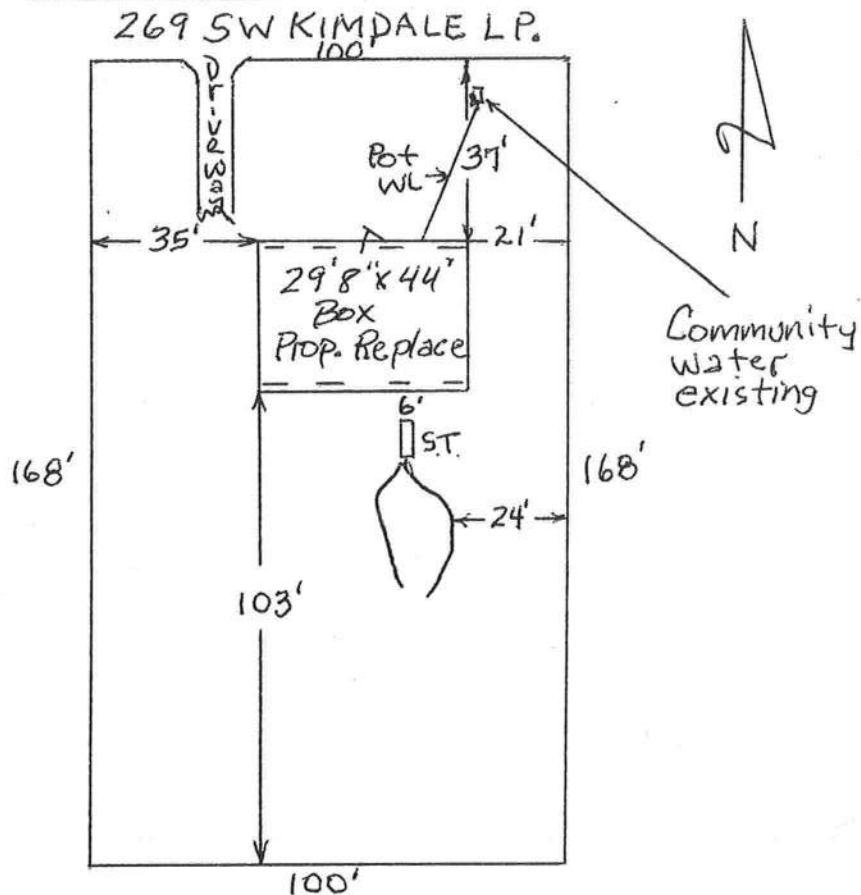 269 SW KIMDALE LP.
100'
Driveway
Pot
WL
37'
N
35'
21'
29'8" x 44'
Box
Prop. Replace
Community
water
existing
6'
S.T.
168'
168'
24'
103'
100'